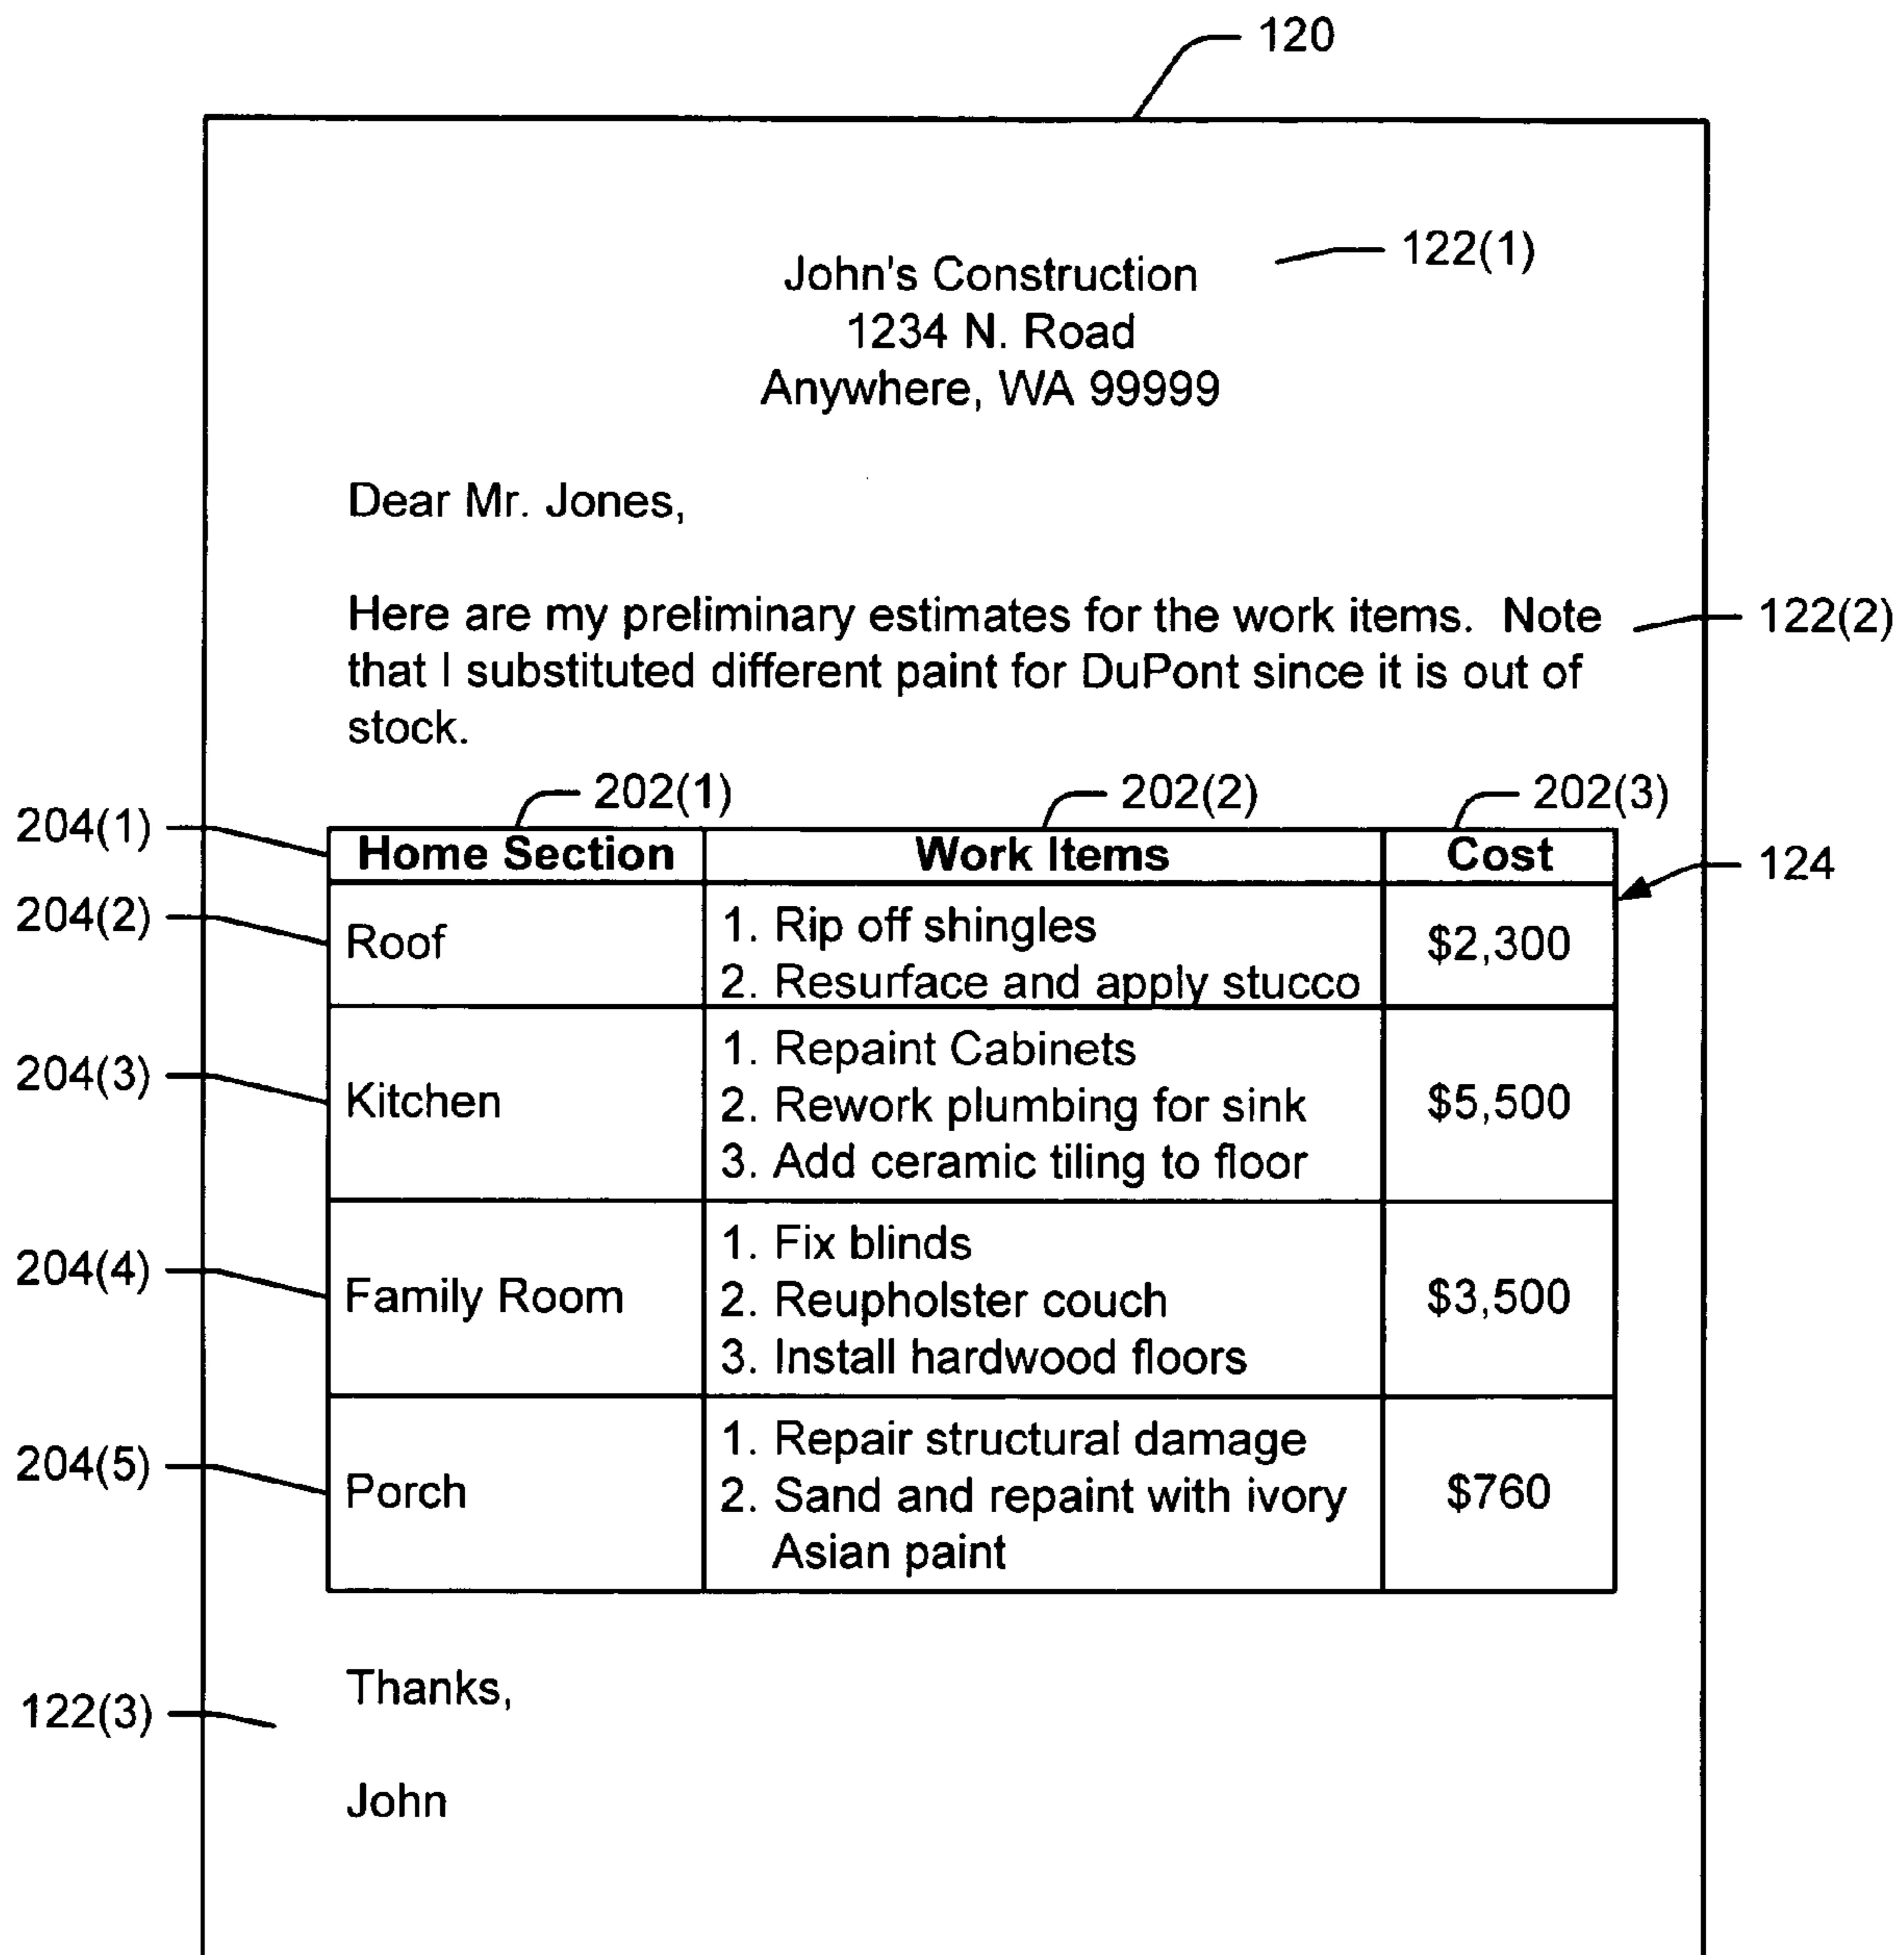 120
John's Construction
122(1)
1234 N. Road
Anywhere, WA 99999
Dear Mr. Jones,
Here are my preliminary estimates for the work items. Note
122(2)
that I substituted different paint for DuPont since it is out of
stock.
202(1) 202(2) 202(3)
204(1)
Home Section Work Items Cost
124
204(2)
Roof
1. Rip off shingles
2. Resurface and apply stucco
$2,300
204(3)
Kitchen
1. Repaint Cabinets
2. Rework plumbing for sink
3. Add ceramic tiling to floor
$5,500
204(4)
Family Room
1. Fix blinds
2. Reupholster couch
3. Install hardwood floors
$3,500
204(5)
Porch
1. Repair structural damage
2. Sand and repaint with ivory
Asian paint
$760
Thanks,
122(3)
John